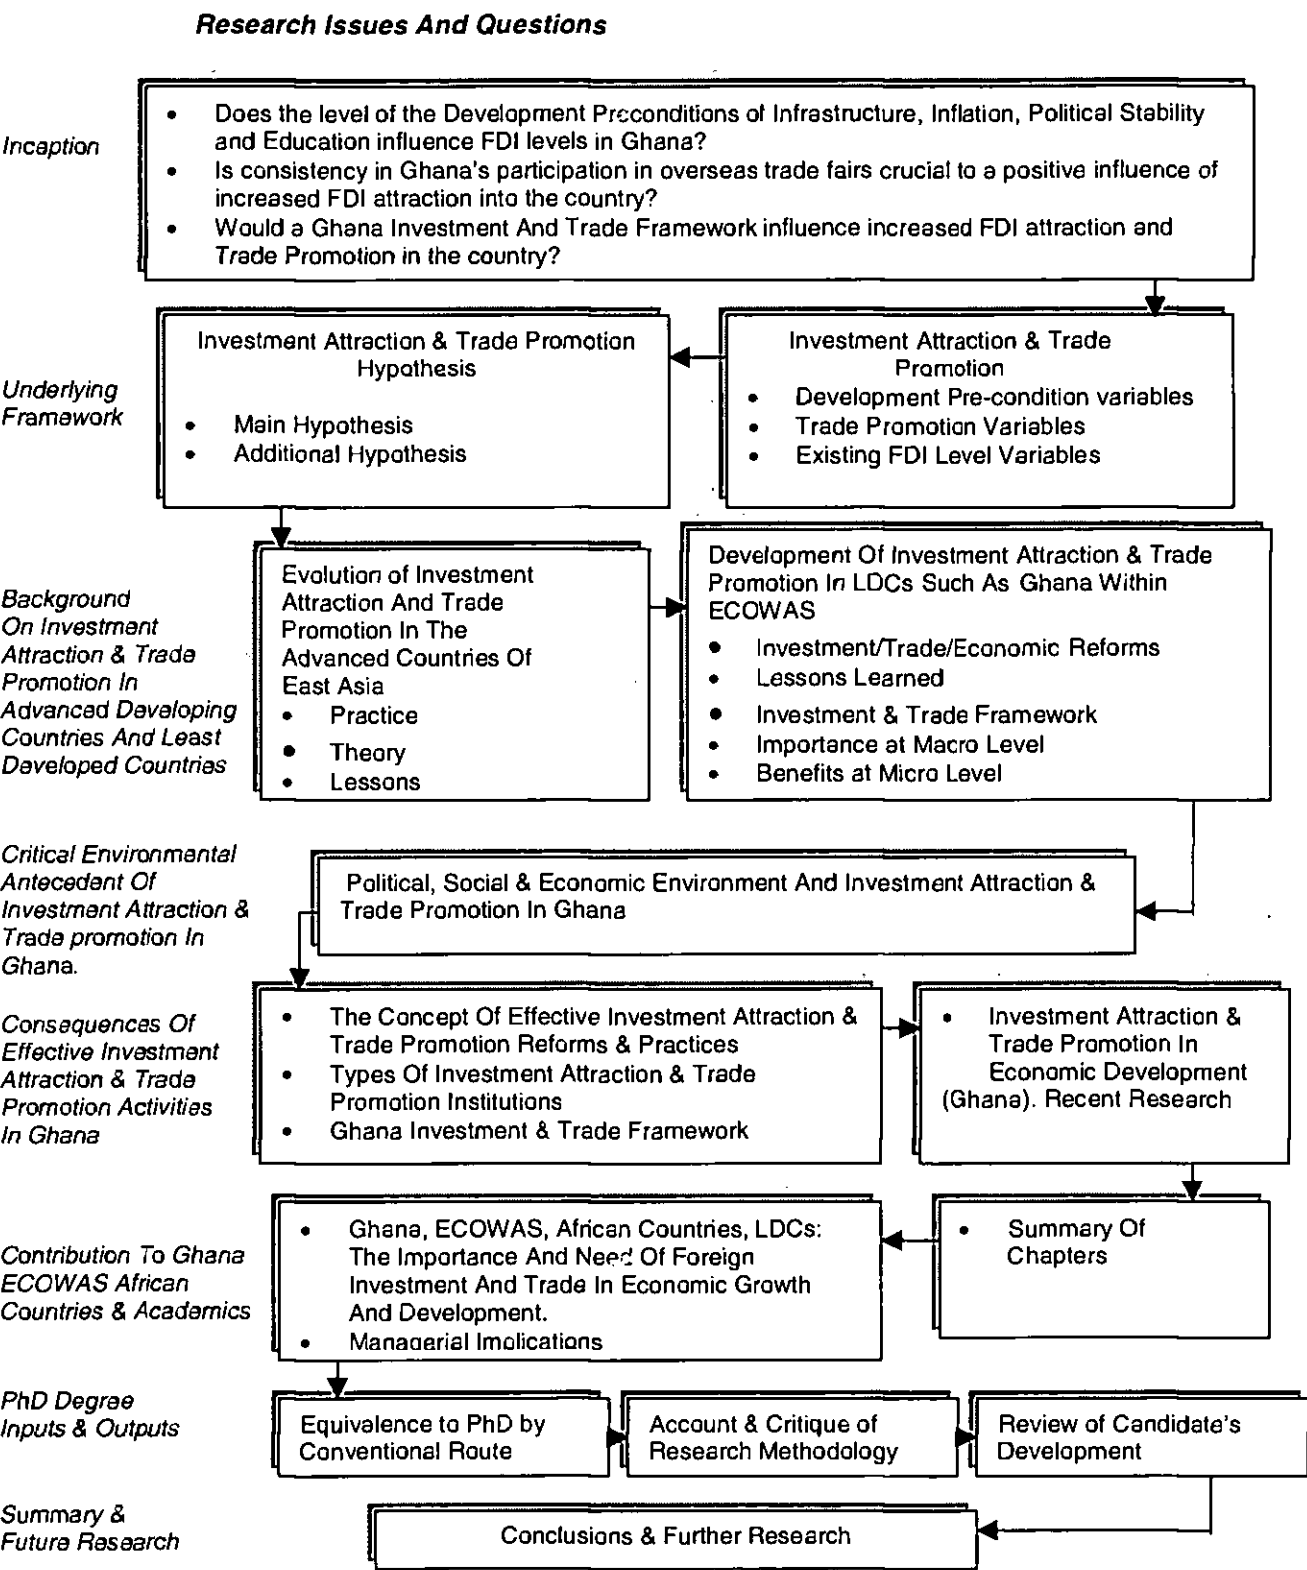 Research Issues And Questions
Inception
• Does the level of the Development Preconditions of Infrastructure, Inflation, Political Stability
and Education influence FDI levels in Ghana?
• Is consistency in Ghana's participation in overseas trade fairs crucial to a positive influence of
increased FDI attraction into the country?
• Would a Ghana Investment And Trade Framework influence increased FDI attraction and
Trade Promotion in the country?
Underlying
Framework
Investment Attraction & Trade Promotion
Hypothesis
• Main Hypothesis
• Additional Hypothesis
Investment Attraction & Trade
Promotion
• Development Pre-condition variables
• Trade Promotion Variables
• Existing FDI Level Variables
Background
On Investment
Attraction & Trade
Promotion In
Advanced Developing
Countries And Least
Developed Countries
Evolution of Investment
Attraction And Trade
Promotion In The
Advanced Countries Of
East Asia
• Practice
• Theory
• Lessons
Development Of Investment Attraction & Trade
Promotion In LDCs Such As Ghana Within
ECOWAS
• Investment/Trade/Economic Reforms
• Lessons Learned
• Investment & Trade Framework
• Importance at Macro Level
• Benefits at Micro Level
Critical Environmental
Antecedent Of
Investment Attraction &
Trade promotion In
Ghana.
Political, Social & Economic Environment And Investment Attraction &
Trade Promotion In Ghana
Consequences Of
Effective Investment
Attraction & Trade
Promotion Activities
In Ghana
• The Concept Of Effective Investment Attraction &
Trade Promotion Reforms & Practices
• Types Of Investment Attraction & Trade
Promotion Institutions
• Ghana Investment & Trade Framework
• Investment Attraction &
Trade Promotion In
Economic Development
(Ghana). Recent Research
Contribution To Ghana
ECOWAS African
Countries & Academics
• Ghana, ECOWAS, African Countries, LDCs:
The Importance And Need Of Foreign
Investment And Trade In Economic Growth
And Development.
• Managerial Implications
• Summary Of
Chapters
PhD Degree
Inputs & Outputs
Equivalence to PhD by
Conventional Route
Account & Critique of
Research Methodology
Review of Candidate's
Development
Summary &
Future Research
Conclusions & Further Research